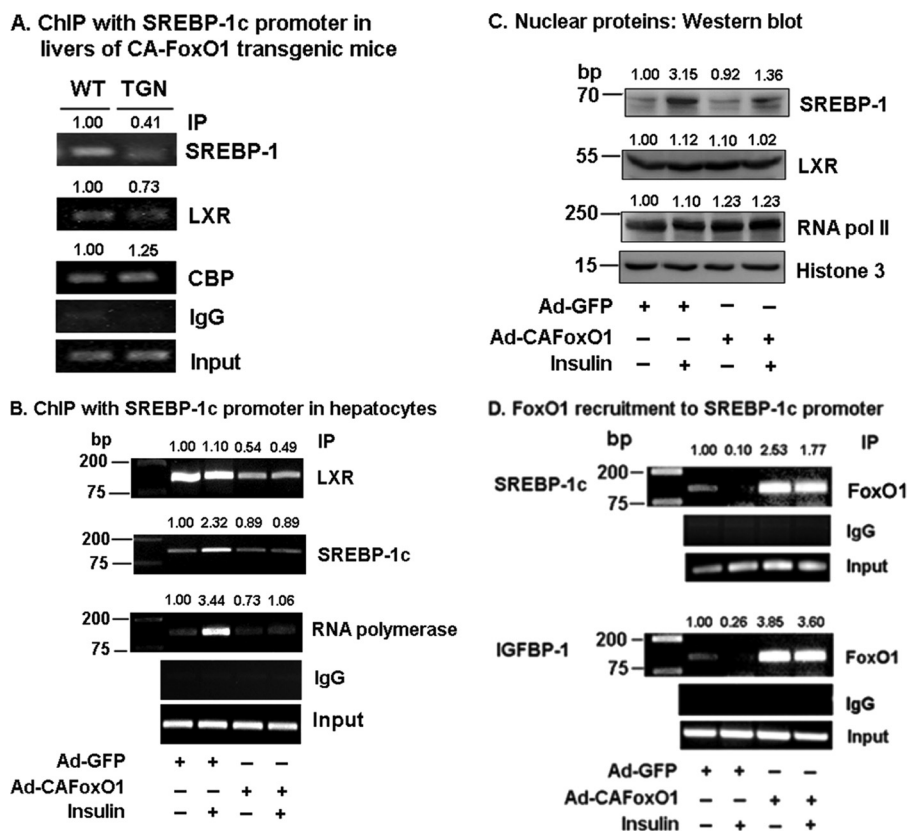 A. ChIP with SREBP-1c promoter in
livers of CA-FoxO1 transgenic mice
WT TGN
1.00 0.41 IP
SREBP-1
1.00 0.73
LXR
1.00 1.25
CBP
IgG
Input
B. ChIP with SREBP-1c promoter in hepatocytes
bp 1.00 1.10 0.54 0.49 IP
200
LXR
75
1.00 2.32 0.89 0.89
200
SREBP-1c
75
1.00 3.44 0.73 1.06
200
RNA polymerase
75
IgG
Input
Ad-GFP + + – –
Ad-CAFoxO1 – – + +
Insulin – + – +
C. Nuclear proteins: Western blot
bp 1.00 3.15 0.92 1.36
70
SREBP-1
1.00 1.12 1.10 1.02
55
LXR
1.00 1.10 1.23 1.23
250
RNA pol II
15
Histone 3
Ad-GFP + + – –
Ad-CAFoxO1 – – + +
Insulin – + – +
D. FoxO1 recruitment to SREBP-1c promoter
bp 1.00 0.10 2.53 1.77 IP
200
SREBP-1c FoxO1
75
IgG
Input
1.00 0.26 3.85 3.60
200
IGFBP-1 FoxO1
75
IgG
Input
Ad-GFP + + – –
Ad-CAFoxO1 – – + +
Insulin – + – +